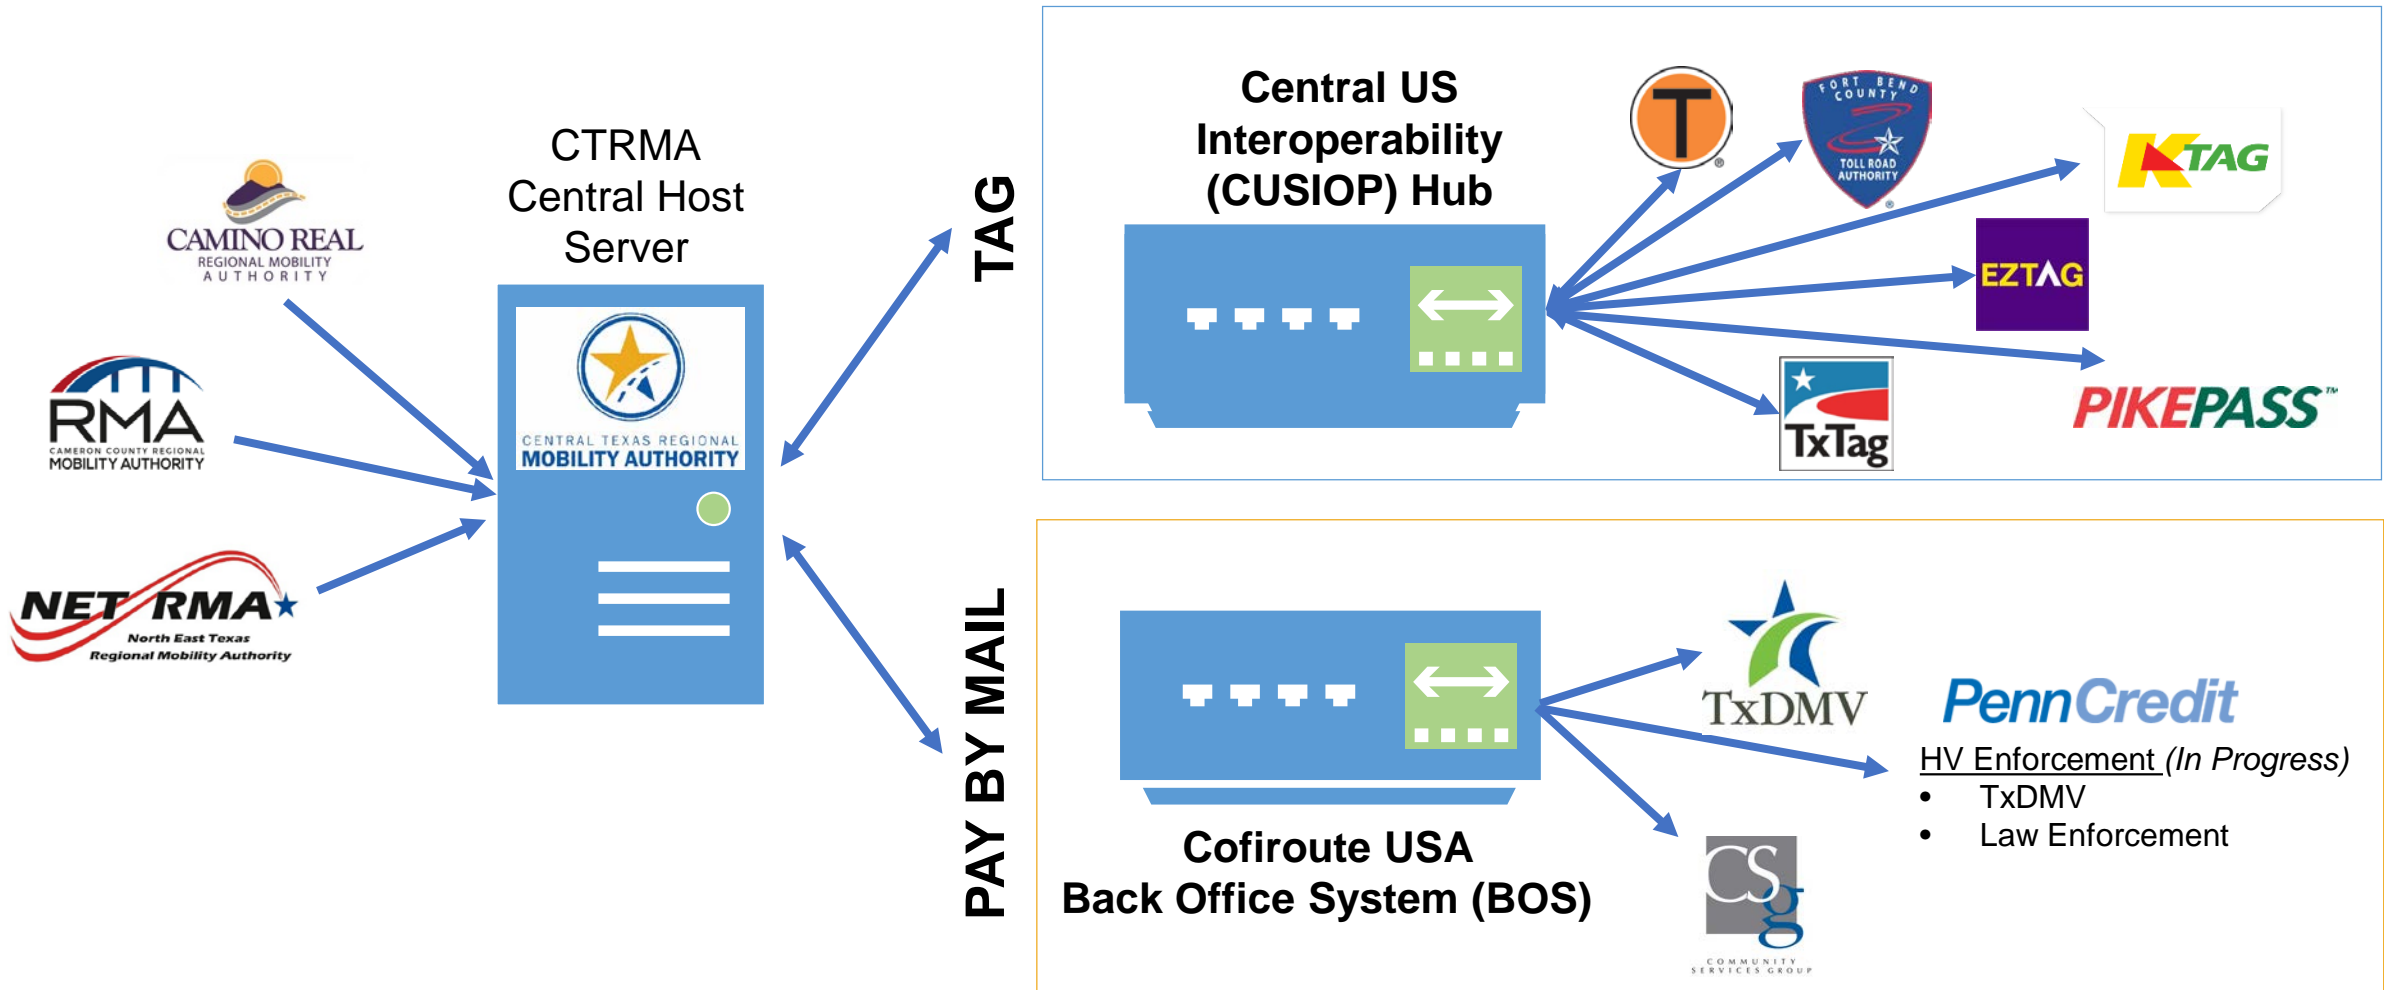 CAMINO REAL
REGIONAL MOBILITY
AUTHORITY
RMA
CAMERON COUNTY REGIONAL
MOBILITY AUTHORITY
NET RMA
North East Texas
Regional Mobility Authority
CTRMA
Central Host
Server
CENTRAL TEXAS REGIONAL
MOBILITY AUTHORITY
TAG
Central US
Interoperability
(CUSIOP) Hub
T
®
FORT BEND
COUNTY
TOLL ROAD
AUTHORITY
®
KTAG
EZTAG
TxTag
PIKEPASS™
PAY BY MAIL
Cofiroute USA
Back Office System (BOS)
TxDMV
PennCredit
HV Enforcement (In Progress)
• TxDMV
• Law Enforcement
CSg
COMMUNITY
SERVICES GROUP